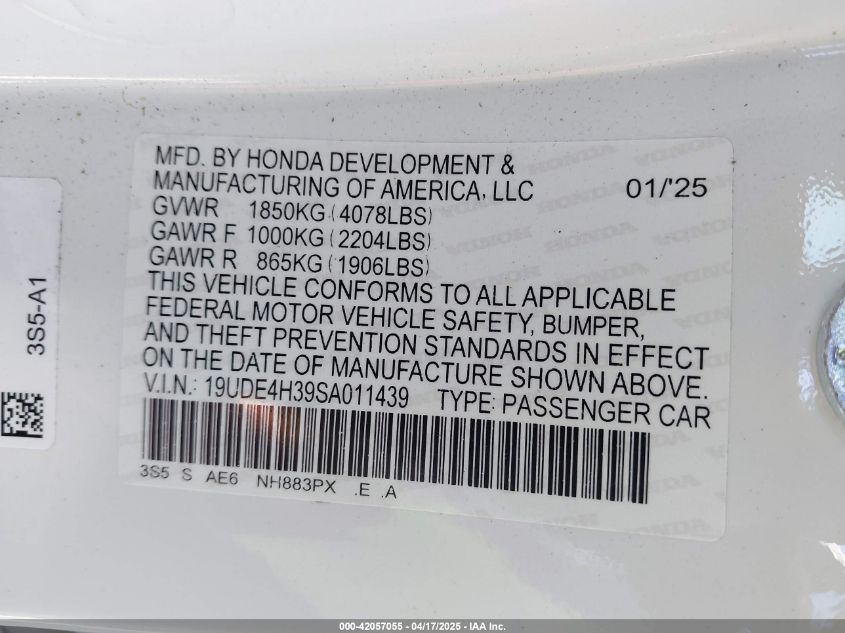 MFD. BY HONDA DEVELOPMENT &
MANUFACTURING OF AMERICA, LLC 01/'25
GVWR 1850KG (4078LBS)
GAWR F 1000KG (2204LBS)
GAWR R 865KG (1906LBS)
THIS VEHICLE CONFORMS TO ALL APPLICABLE
FEDERAL MOTOR VEHICLE SAFETY, BUMPER,
AND THEFT PREVENTION STANDARDS IN EFFECT
ON THE DATE OF MANUFACTURE SHOWN ABOVE.
V.I.N.: 19UDE4H39SA011439 TYPE: PASSENGER CAR
3S5 S AE6 NH883PX .E .A
3S5-A1
000-42057055 - 04/17/2025 - IAA Inc.